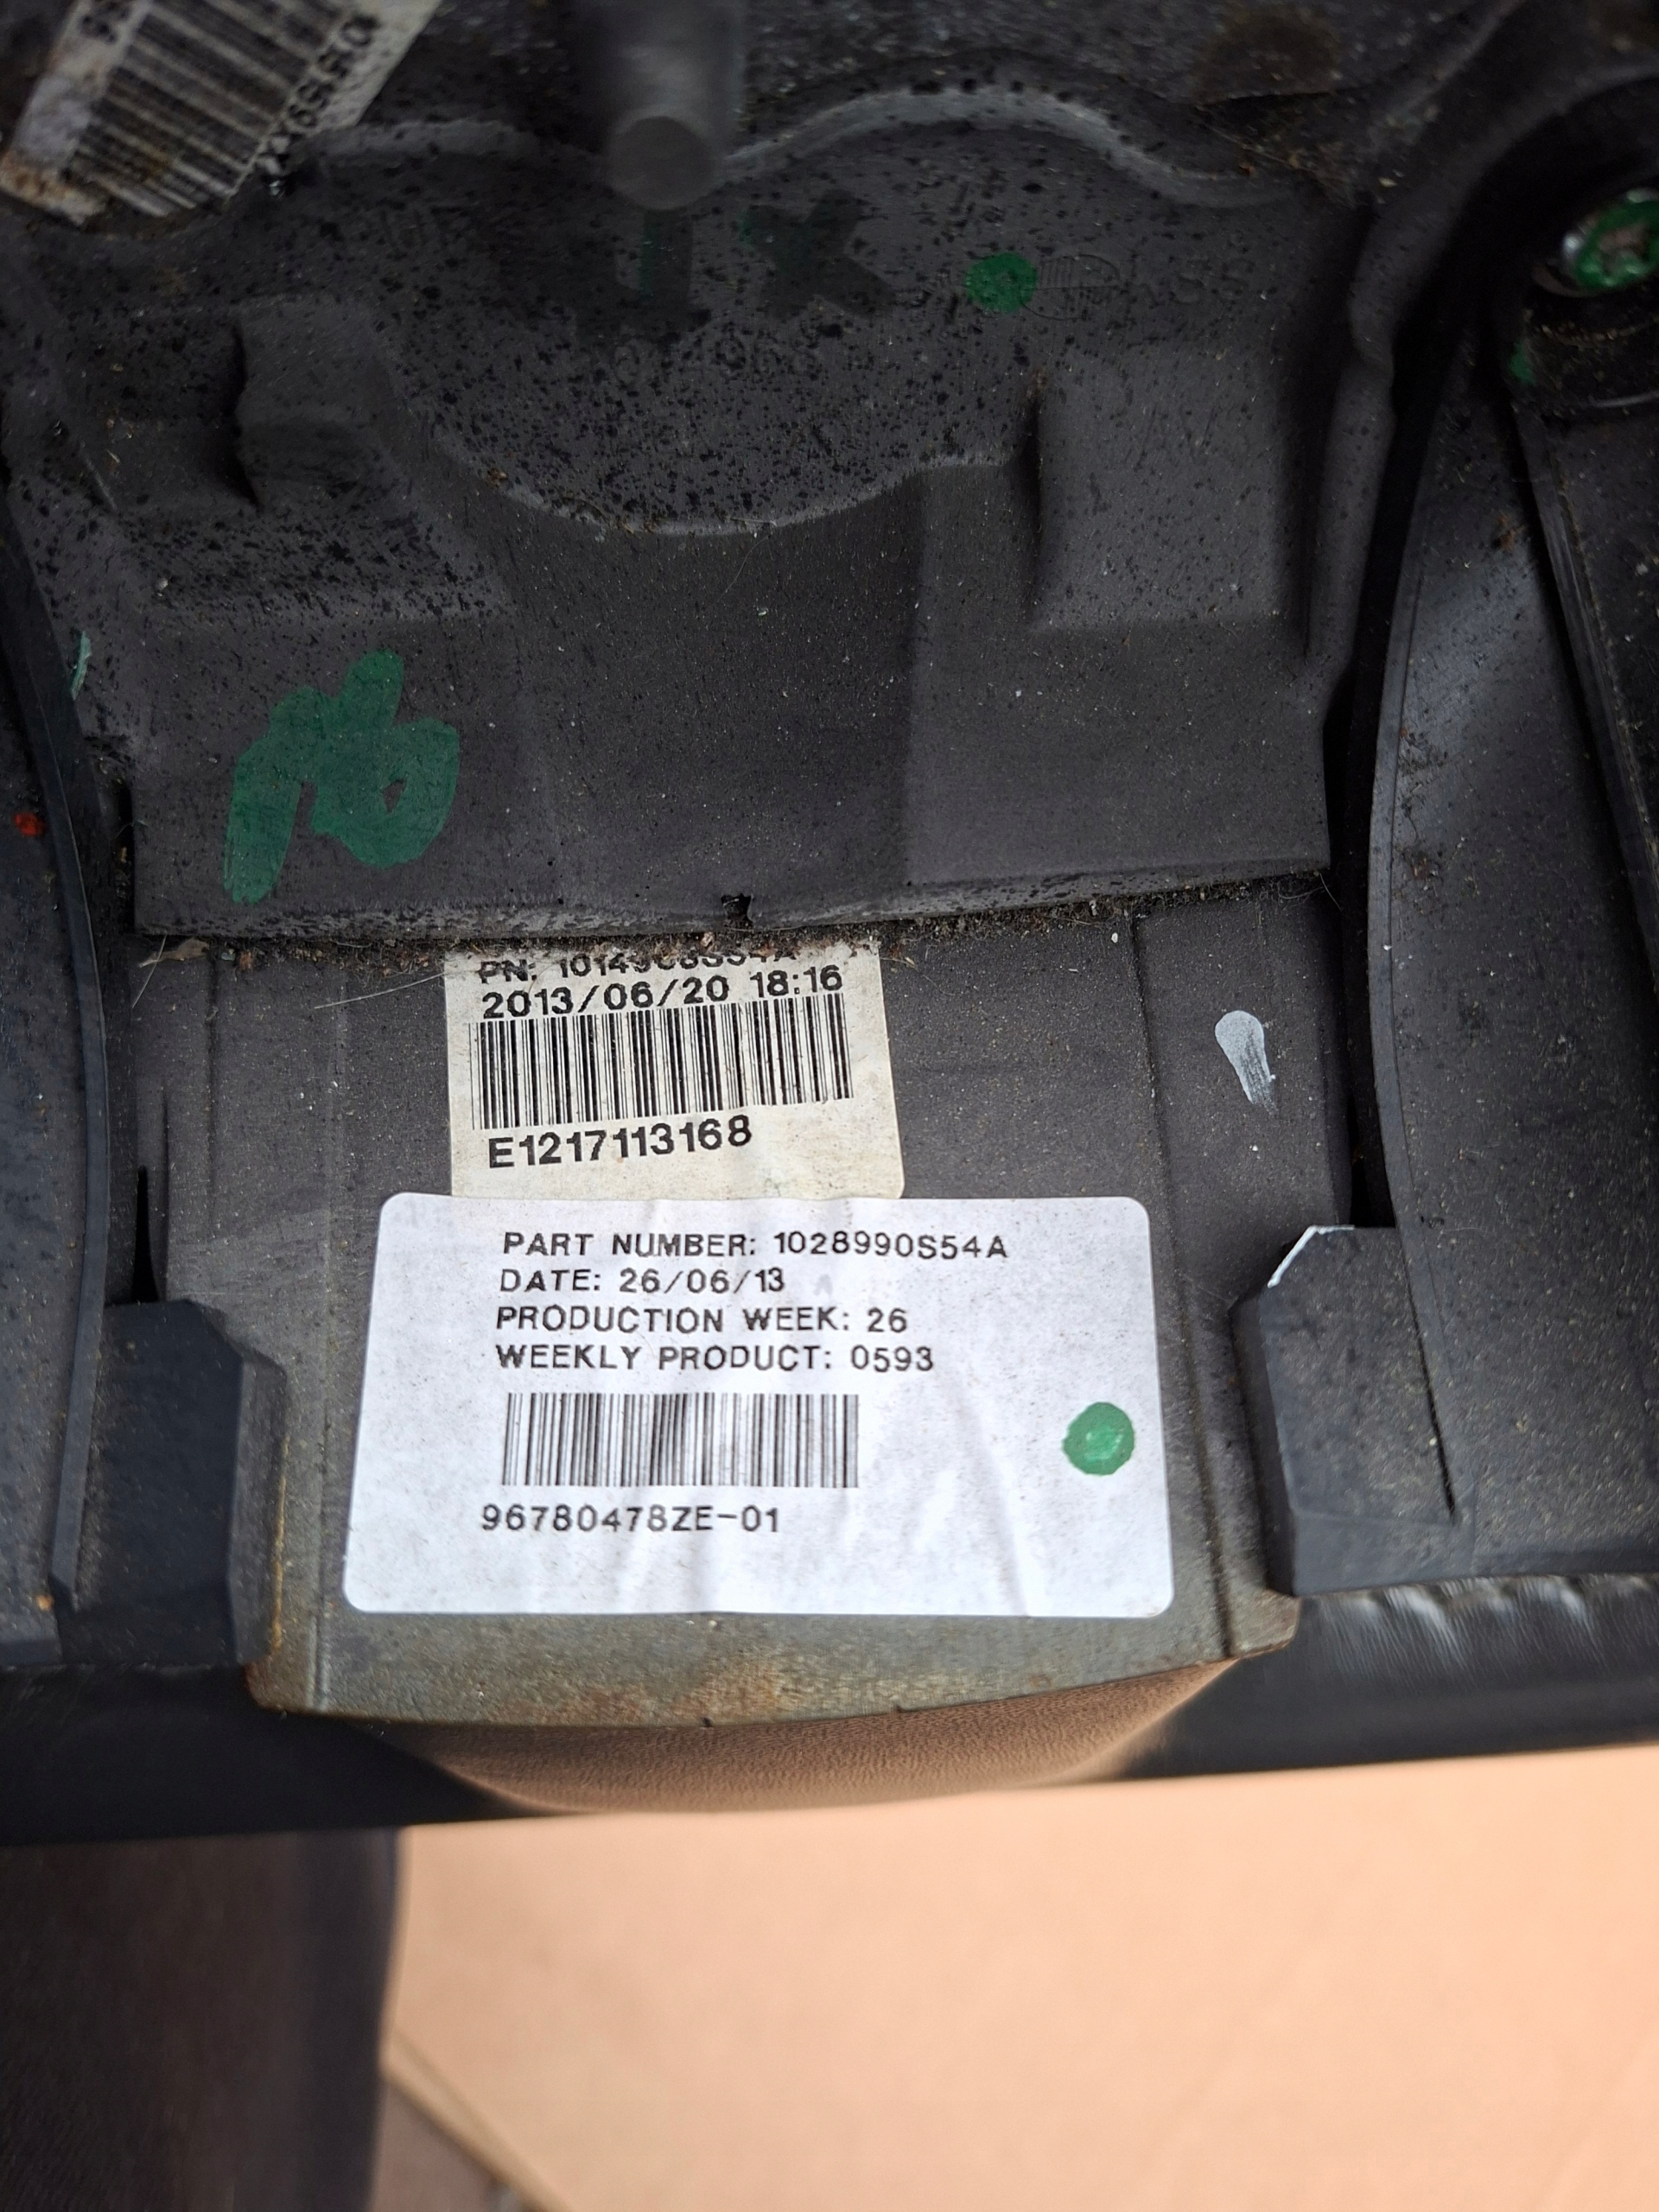 PN:
2013/06/20 18:16
E1217113168
PART NUMBER: 1028990S54A
DATE: 26/06/13
PRODUCTION WEEK: 26
WEEKLY PRODUCT: 0593
96780478ZE-01